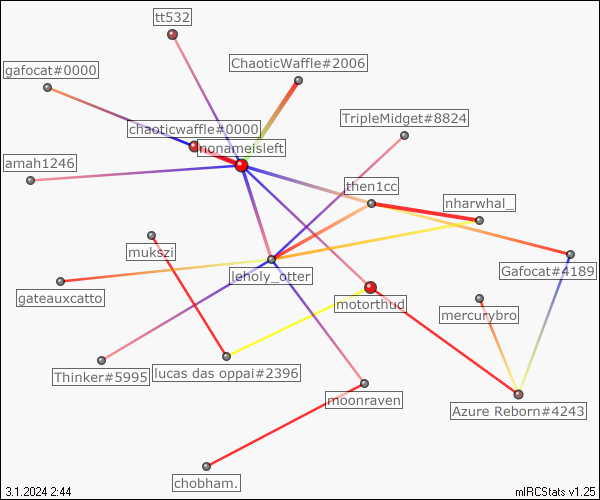 tt532
ChaoticWaffle#2006
gafocat#0000
TripleMidget#8824
chaoticwaffle#0000
nonameisleft
amah1246
then1cc
nharwhal_
mukszi
leholy_otter
Gafocat#4189
gateauxcatto
motorthud
mercurybro
Thinker#5995
lucas das oppai#2396
moonraven
Azure Reborn#4243
chobham.
3.1.2024 2:44
mIRCStats v1.25